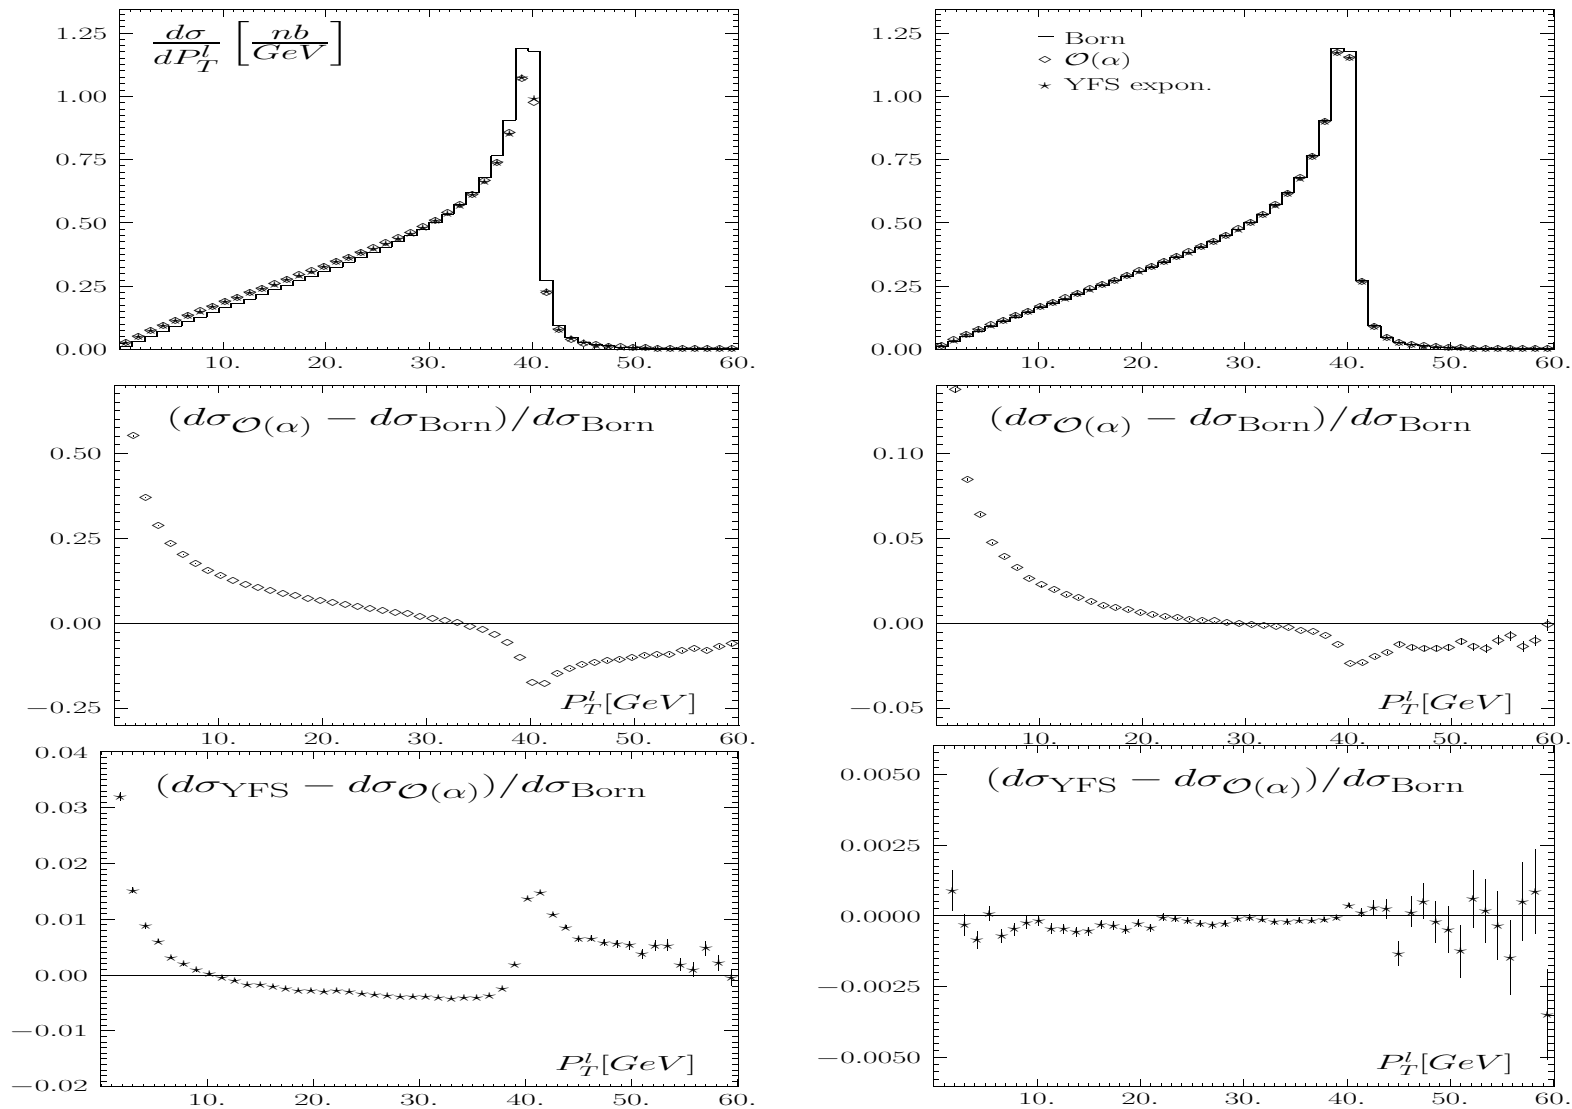 dσ/dP_T^l [nb/GeV]
1.25
1.00
0.75
0.50
0.25
0.00
10. 20. 30. 40. 50. 60.
— Born
◇ 𝒪(α)
★ YFS expon.
1.25
1.00
0.75
0.50
0.25
0.00
10. 20. 30. 40. 50. 60.
(dσ_𝒪(α) − dσ_Born)/dσ_Born
0.50
0.25
0.00
−0.25
P_T^l [GeV]
10. 20. 30. 40. 50. 60.
(dσ_𝒪(α) − dσ_Born)/dσ_Born
0.10
0.05
0.00
−0.05
P_T^l [GeV]
10. 20. 30. 40. 50. 60.
(dσ_YFS − dσ_𝒪(α))/dσ_Born
0.04
0.03
0.02
0.01
0.00
−0.01
−0.02
P_T^l [GeV]
10. 20. 30. 40. 50. 60.
(dσ_YFS − dσ_𝒪(α))/dσ_Born
0.0050
0.0025
0.0000
−0.0025
−0.0050
P_T^l [GeV]
10. 20. 30. 40. 50. 60.